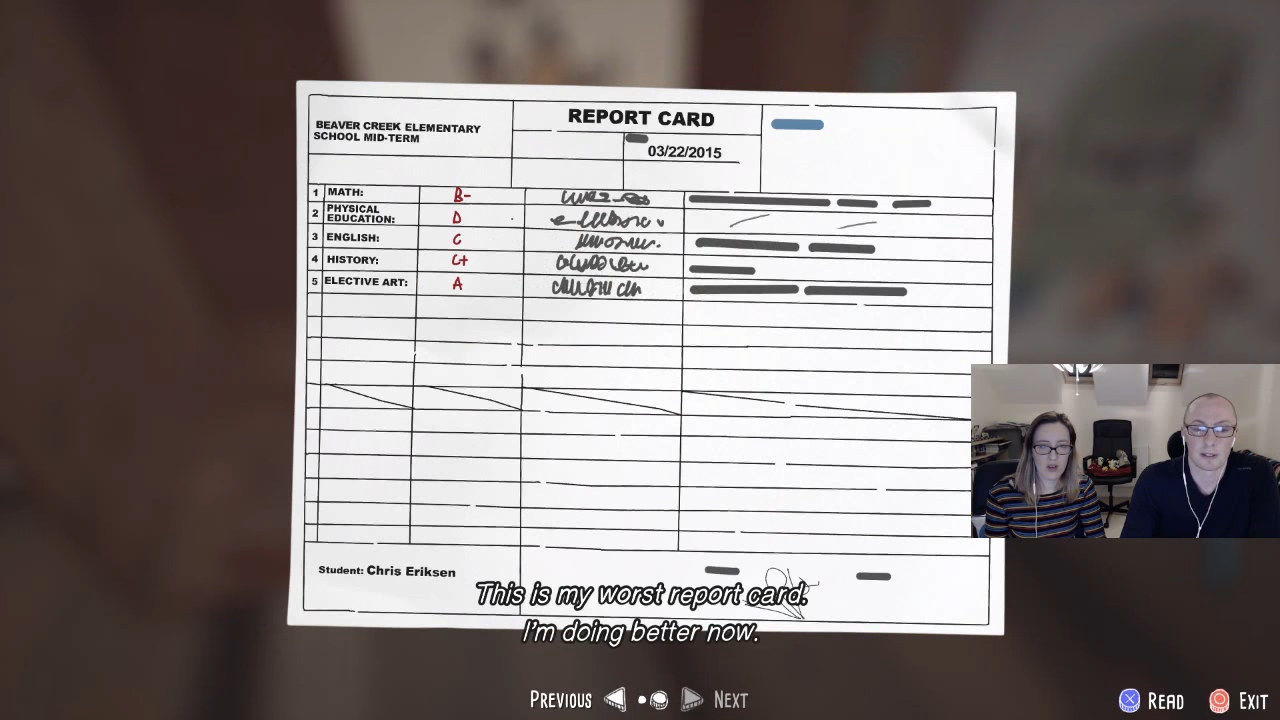 REPORT CARD
BEAVER CREEK ELEMENTARY
SCHOOL MID-TERM
03/22/2015
1 MATH: B-
2 PHYSICAL EDUCATION: D
3 ENGLISH: C
4 HISTORY: C+
5 ELECTIVE ART: A
Student: Chris Eriksen
This is my worst report card.
I'm doing better now.
PREVIOUS NEXT
READ EXIT